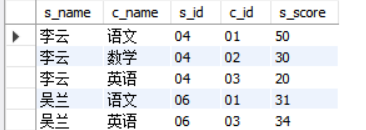 s_name c_name s_id c_id s_score
李云 语文 04 01 50
李云 数学 04 02 30
李云 英语 04 03 20
吴兰 语文 06 01 31
吴兰 英语 06 03 34